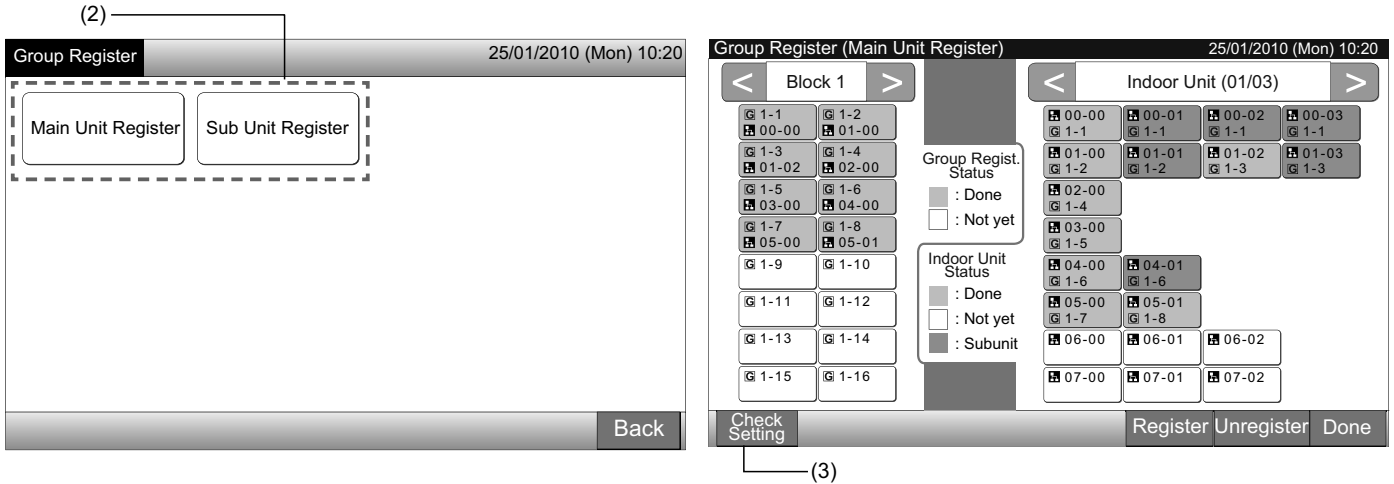 (2)
Group Register 25/01/2010 (Mon) 10:20
Main Unit Register Sub Unit Register
Back
Group Register (Main Unit Register) 25/01/2010 (Mon) 10:20
< Block 1 >
G 1-1 G 1-2
00-00 01-00
G 1-3 G 1-4
01-02 02-00
G 1-5 G 1-6
03-00 04-00
G 1-7 G 1-8
05-00 05-01
G 1-9 G 1-10
G 1-11 G 1-12
G 1-13 G 1-14
G 1-15 G 1-16
Group Regist.
Status
: Done
: Not yet
Indoor Unit
Status
: Done
: Not yet
: Subunit
< Indoor Unit (01/03) >
00-00 00-01 00-02 00-03
G 1-1 G 1-1 G 1-1 G 1-1
01-00 01-01 01-02 01-03
G 1-2 G 1-2 G 1-3 G 1-3
02-00
G 1-4
03-00
G 1-5
04-00 04-01
G 1-6 G 1-6
05-00 05-01
G 1-7 G 1-8
06-00 06-01 06-02
07-00 07-01 07-02
Check
Setting
Register Unregister Done
(3)